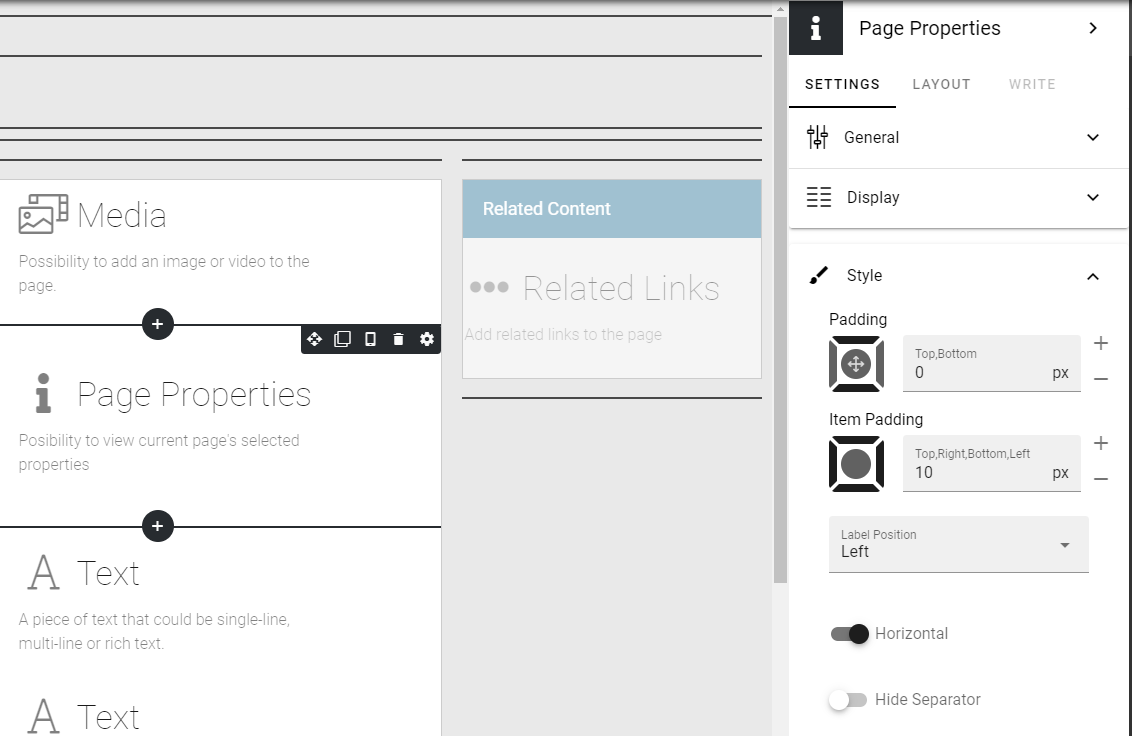 Media
Possibility to add an image or video to the
page.
Page Properties
Posibility to view current page's selected
properties
A Text
A piece of text that could be single-line,
multi-line or rich text.
A Text
Related Content
Related Links
Add related links to the page
Page Properties
SETTINGS LAYOUT WRITE
General
Display
Style
Padding
Top,Bottom
0 px
Item Padding
Top,Right,Bottom,Left
10 px
Label Position
Left
Horizontal
Hide Separator